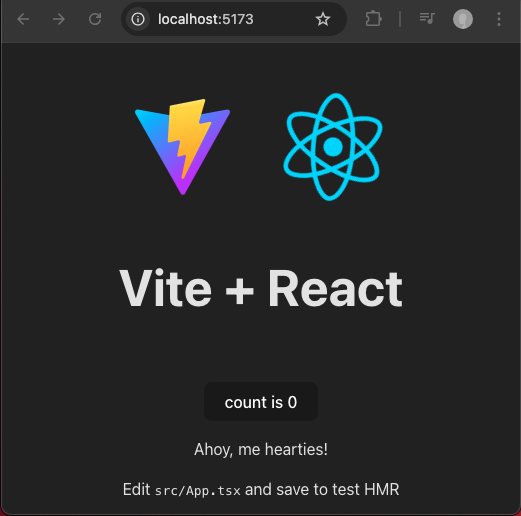 localhost:5173
Vite + React
count is 0
Ahoy, me hearties!
Edit src/App.tsx and save to test HMR